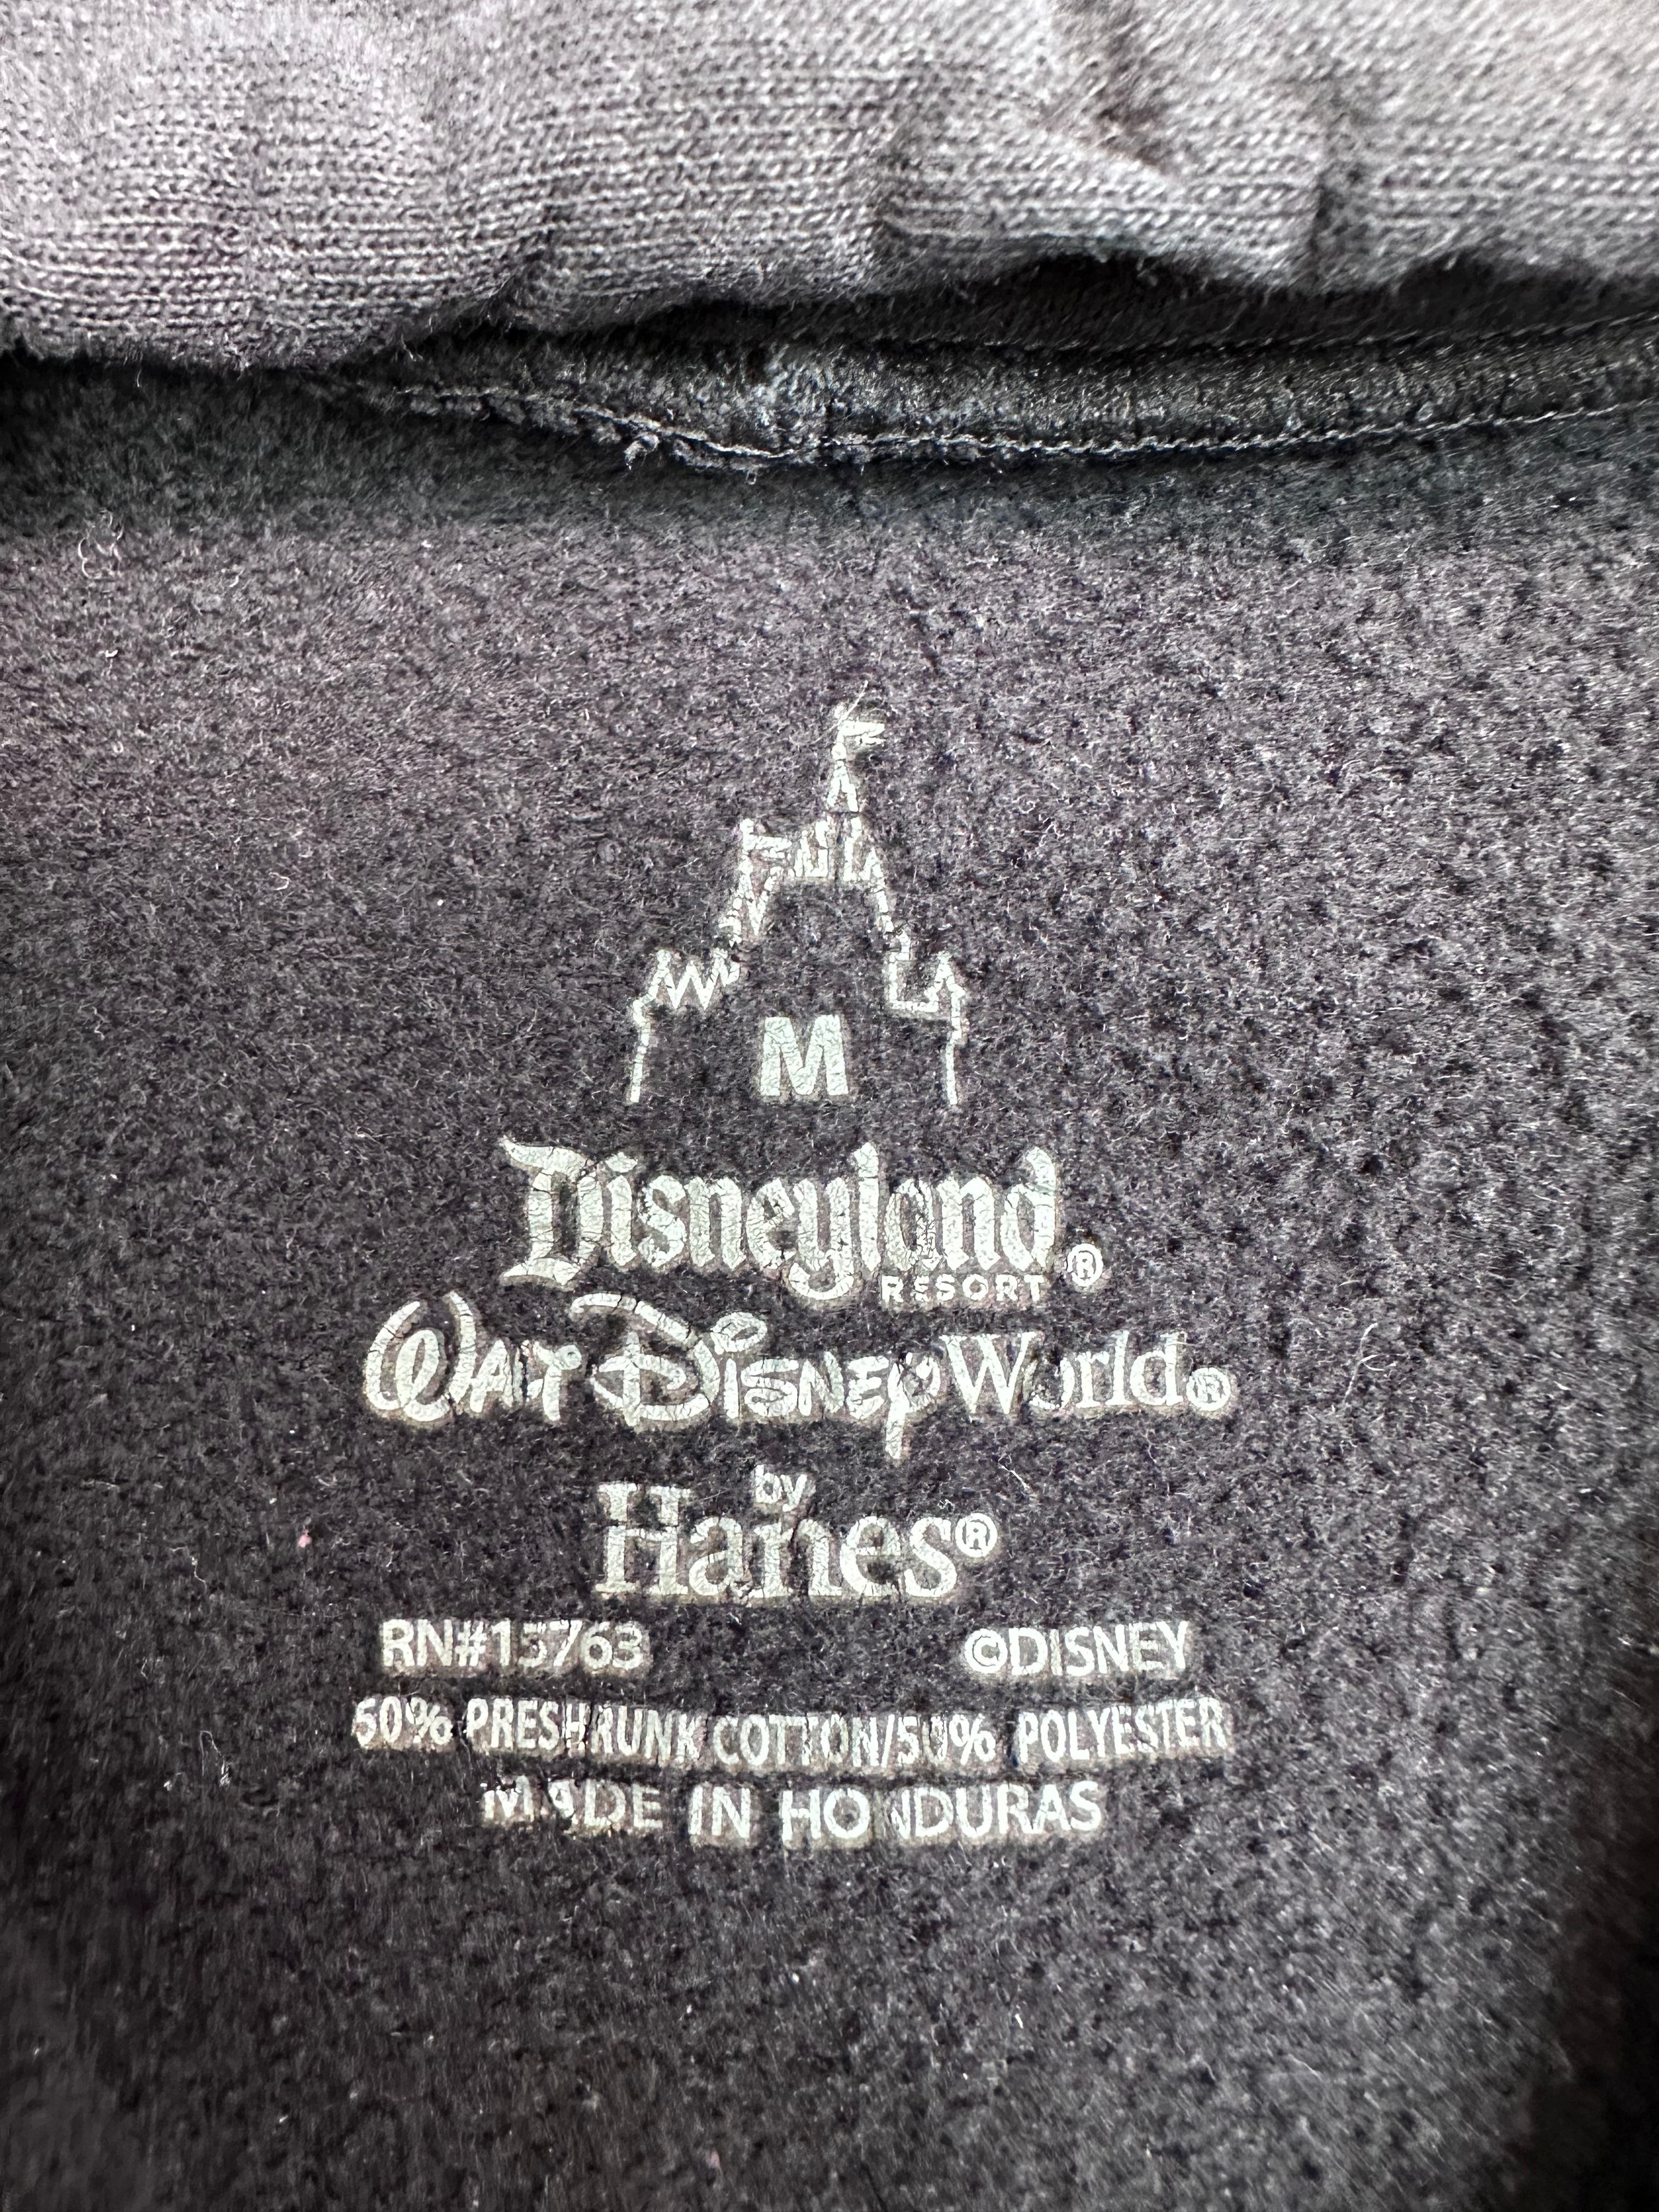 M
Disneyland
RESORT ®
WALT DISNEY World®
by
Hanes®
RN#15763 ©DISNEY
50% PRESHRUNK COTTON/50% POLYESTER
MADE IN HONDURAS